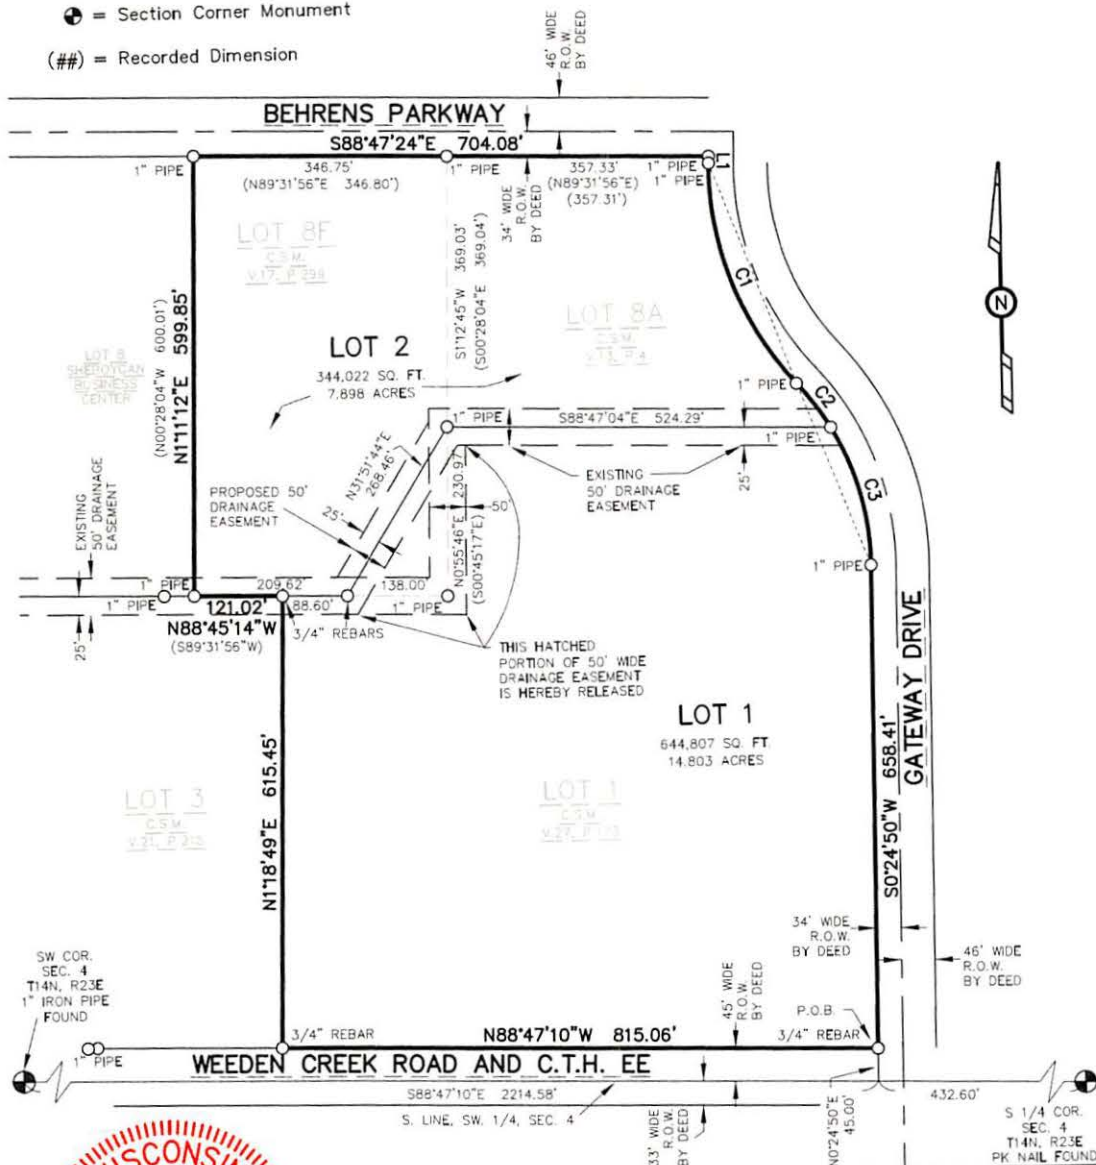 = Section Corner Monument
(##) = Recorded Dimension
46' WIDE
R.O.W.
BY DEED
BEHRENS PARKWAY
S88°47'24"E 704.08'
1" PIPE
346.75'
(N89°31'56"E 346.80')
1" PIPE
357.33'
(N89°31'56"E)
(357.31')
1" PIPE
L1
34' WIDE
R.O.W.
BY DEED
LOT 8F
C.S.M.
S1°12'45"W 369.03'
(S00°28'04"E 369.04')
LOT 8A
C.S.M.
C1
N
(N00°28'04"W 600.01')
N1°11'12"E 599.85'
LOT 8
SHEBOYGAN
BUSINESS
CENTER
LOT 2
344,022 SQ. FT.
7.898 ACRES
1" PIPE
C2
1" PIPE
S88°47'04"E 524.29'
1" PIPE
C3
N31°51'44"E
268.46'
25'
PROPOSED 50'
DRAINAGE
EASEMENT
EXISTING
50' DRAINAGE
EASEMENT
25'
EXISTING
50' DRAINAGE
EASEMENT
50'
N0°55'46"E 230.97'
(S00°45'17"E)
1" PIPE
1" PIPE
209.62
138.00
1" PIPE
121.02'
88.60'
1" PIPE
N88°45'14"W
(S89°31'56"W)
3/4" REBARS
25'
THIS HATCHED
PORTION OF 50' WIDE
DRAINAGE EASEMENT
IS HEREBY RELEASED
LOT 1
644,807 SQ. FT.
14.803 ACRES
GATEWAY DRIVE
S0°24'50"W 658.41'
N1°18'49"E 615.45'
LOT 3
C.S.M.
LOT 1
C.S.M.
34' WIDE
R.O.W.
BY DEED
46' WIDE
R.O.W.
BY DEED
SW COR.
SEC. 4
T14N, R23E
1" IRON PIPE
FOUND
45' WIDE
R.O.W.
BY DEED
P.O.B.
3/4" REBAR
N88°47'10"W 815.06'
3/4" REBAR
1" PIPE
WEEDEN CREEK ROAD AND C.T.H. EE
S88°47'10"E 2214.58'
432.60'
S. LINE, SW. 1/4, SEC. 4
33' WIDE
R.O.W.
BY DEED
N0°24'50"E
45.00'
S 1/4 COR.
SEC. 4
T14N, R23E
PK NAIL FOUND
WISCONSIN